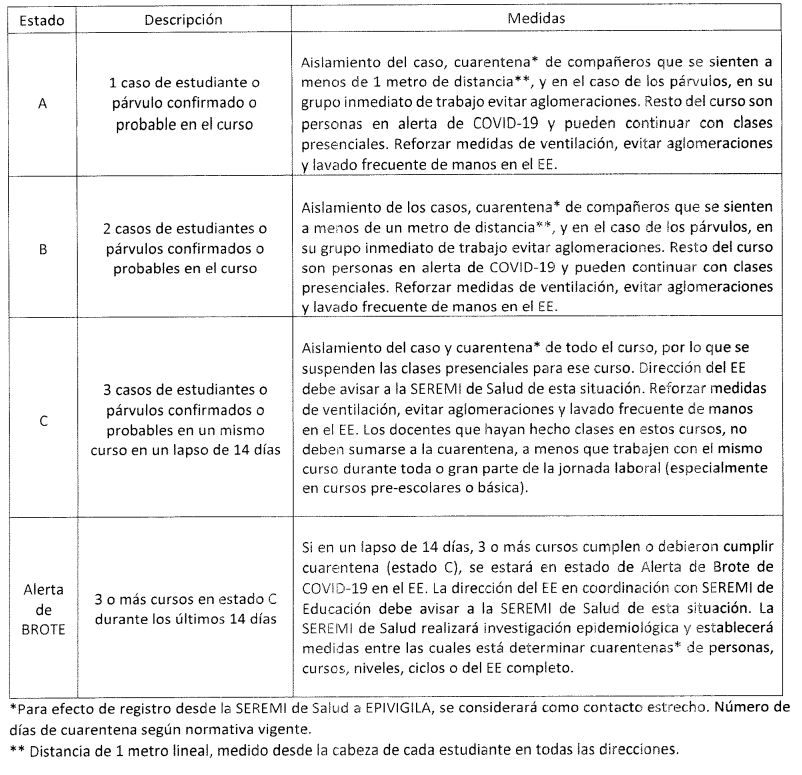 Estado Descripción Medidas
A
1 caso de estudiante o
párvulo confirmado o
probable en el curso
Aislamiento del caso, cuarentena* de compañeros que se sienten a
menos de 1 metro de distancia**, y en el caso de los párvulos, en su
grupo inmediato de trabajo evitar aglomeraciones. Resto del curso son
personas en alerta de COVID-19 y pueden continuar con clases
presenciales. Reforzar medidas de ventilación, evitar aglomeraciones
y lavado frecuente de manos en el EE.
B
2 casos de estudiantes o
párvulos confirmados o
probables en el curso
Aislamiento de los casos, cuarentena* de compañeros que se sienten
a menos de un metro de distancia**, y en el caso de los párvulos, en
su grupo inmediato de trabajo evitar aglomeraciones. Resto del curso
son personas en alerta de COVID-19 y pueden continuar con clases
presenciales. Reforzar medidas de ventilación, evitar aglomeraciones
y lavado frecuente de manos en el EE.
C
3 casos de estudiantes o
párvulos confirmados o
probables en un mismo
curso en un lapso de 14 días
Aislamiento del caso y cuarentena* de todo el curso, por lo que se
suspenden las clases presenciales para ese curso. Dirección del EE
debe avisar a la SEREMI de Salud de esta situación. Reforzar medidas
de ventilación, evitar aglomeraciones y lavado frecuente de manos
en el EE. Los docentes que hayan hecho clases en estos cursos, no
deben sumarse a la cuarentena, a menos que trabajen con el mismo
curso durante toda o gran parte de la jornada laboral (especialmente
en cursos pre-escolares o básica).
Alerta
de
BROTE
3 o más cursos en estado C
durante los últimos 14 días
Si en un lapso de 14 días, 3 o más cursos cumplen o debieron cumplir
cuarentena (estado C), se estará en estado de Alerta de Brote de
COVID-19 en el EE. La dirección del EE en coordinación con SEREMI de
Educación debe avisar a la SEREMI de Salud de esta situación. La
SEREMI de Salud realizará investigación epidemiológica y establecerá
medidas entre las cuales está determinar cuarentenas* de personas,
cursos, niveles, ciclos o del EE completo.
*Para efecto de registro desde la SEREMI de Salud a EPIVIGILA, se considerará como contacto estrecho. Número de
días de cuarentena según normativa vigente.
** Distancia de 1 metro lineal, medido desde la cabeza de cada estudiante en todas las direcciones.